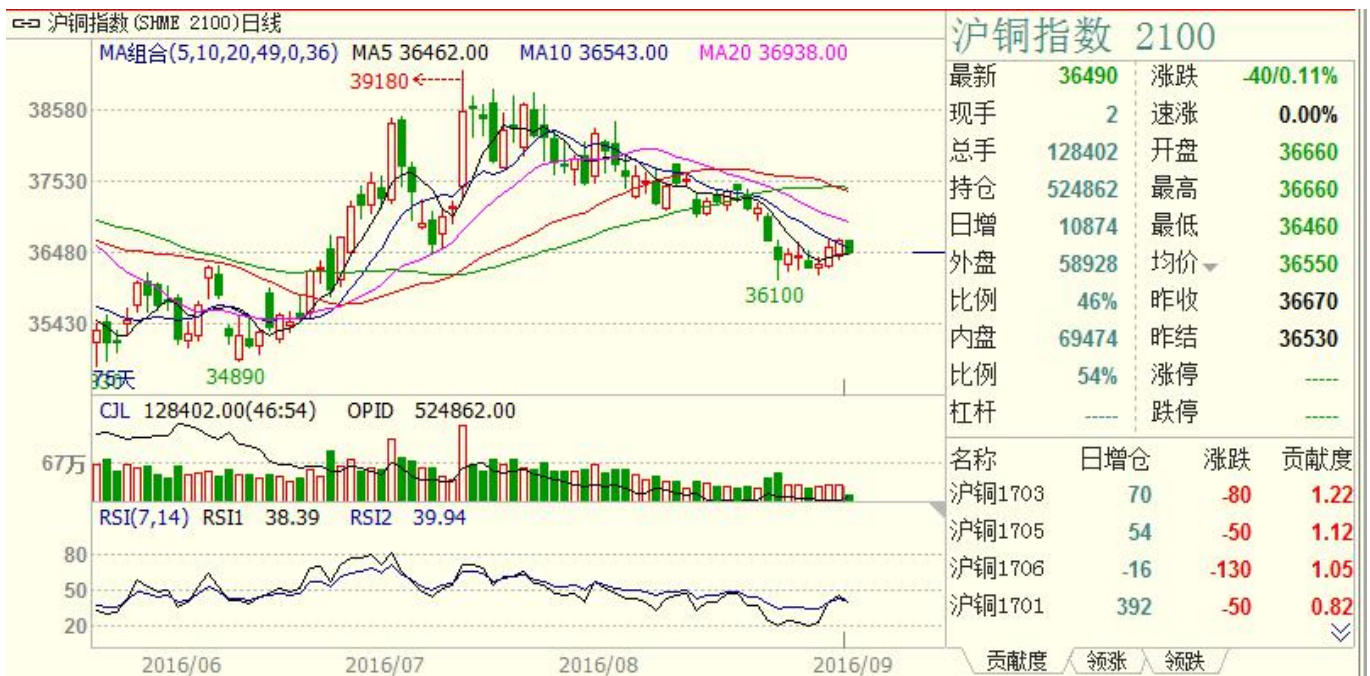 沪铜指数(SHME 2100)日线
MA组合(5,10,20,49,0,36) MA5 36462.00 MA10 36543.00 MA20 36938.00
39180
38580
37530
36480
35430
36100
34890
CJL 128402.00(46:54) OPID 524862.00
67万
RSI(7,14) RSI1 38.39 RSI2 39.94
80
50
20
2016/06 2016/07 2016/08 2016/09
沪铜指数 2100
最新 36490 涨跌 -40/0.11%
现手 2 速涨 0.00%
总手 128402 开盘 36660
持仓 524862 最高 36660
日增 10874 最低 36460
外盘 58928 均价 36550
比例 46% 昨收 36670
内盘 69474 昨结 36530
比例 54% 涨停 -----
杠杆 ----- 跌停 -----
名称 日增仓 涨跌 贡献度
沪铜1703 70 -80 1.22
沪铜1705 54 -50 1.12
沪铜1706 -16 -130 1.05
沪铜1701 392 -50 0.82
贡献度 领涨 领跌